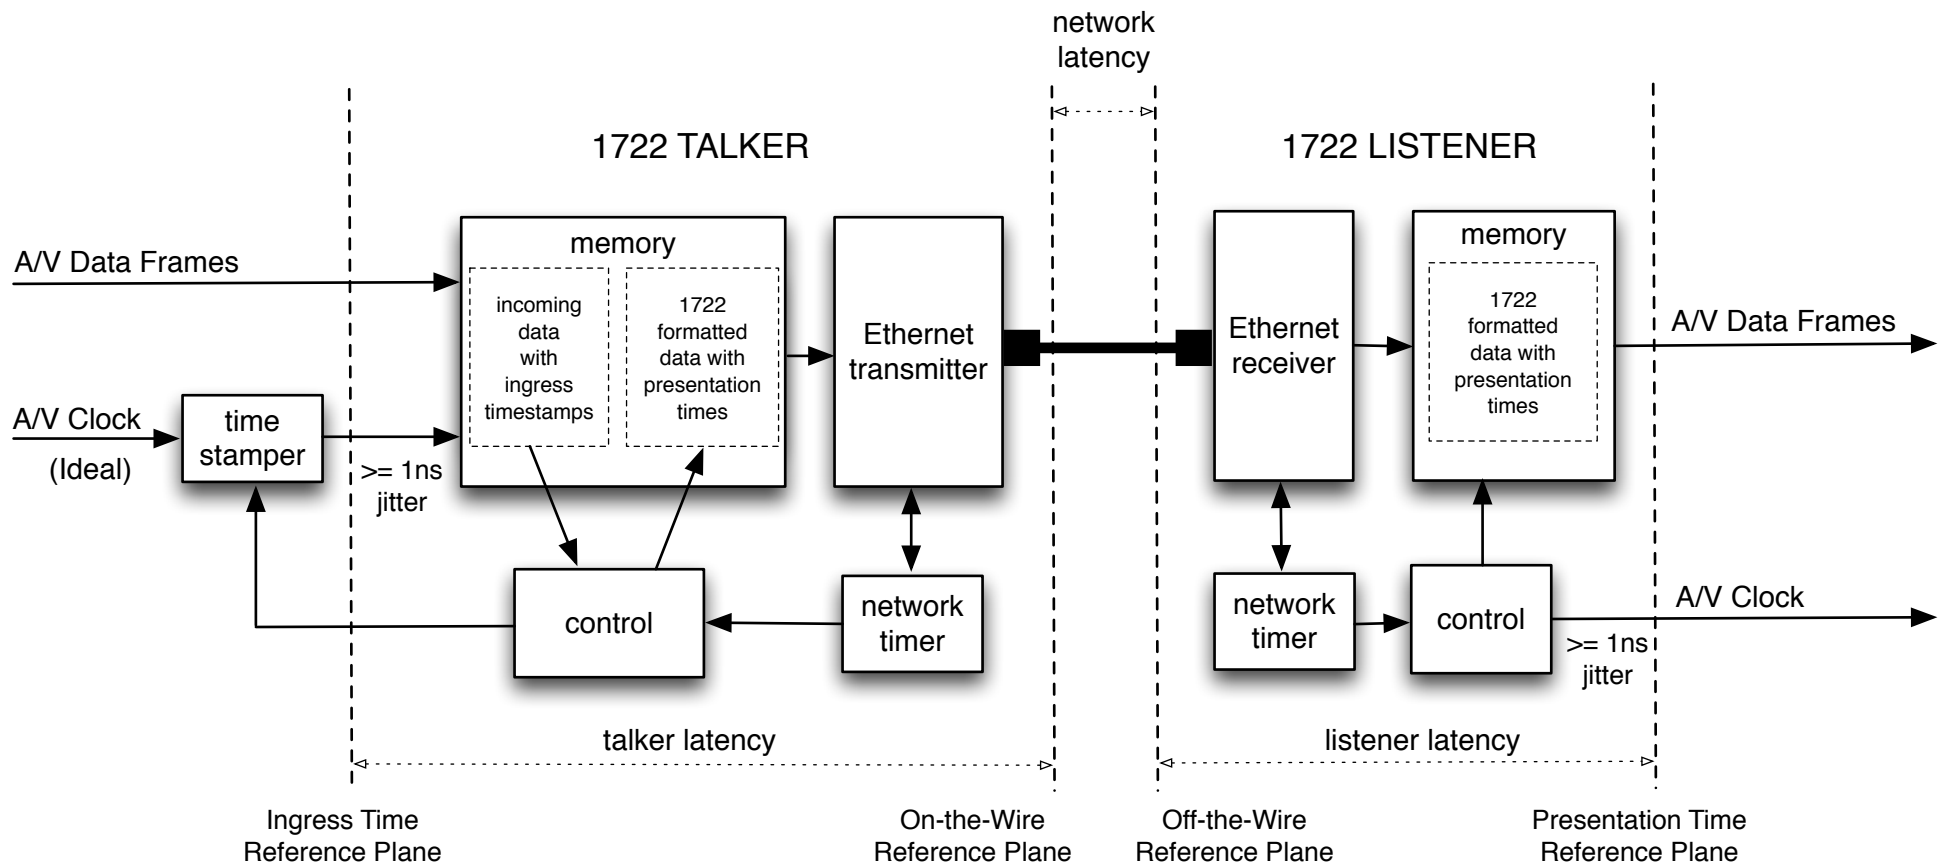 network
latency
1722 TALKER
1722 LISTENER
A/V Data Frames
memory
incoming
data
with
ingress
timestamps
1722
formatted
data with
presentation
times
Ethernet
transmitter
Ethernet
receiver
memory
1722
formatted
data with
presentation
times
A/V Data Frames
A/V Clock
(Ideal)
time
stamper
>= 1ns
jitter
control
network
timer
network
timer
control
A/V Clock
>= 1ns
jitter
talker latency
listener latency
Ingress Time
Reference Plane
On-the-Wire
Reference Plane
Off-the-Wire
Reference Plane
Presentation Time
Reference Plane